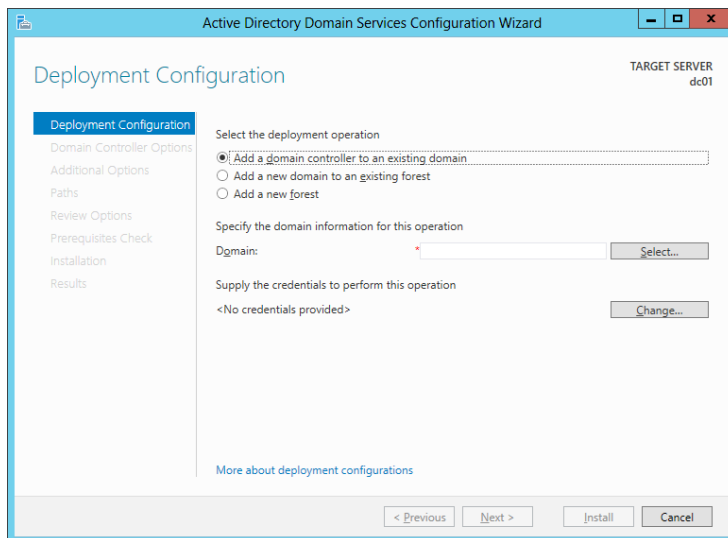 Active Directory Domain Services Configuration Wizard
Deployment Configuration
TARGET SERVER
dc01
Deployment Configuration
Domain Controller Options
Additional Options
Paths
Review Options
Prerequisites Check
Installation
Results
Select the deployment operation
Add a domain controller to an existing domain
Add a new domain to an existing forest
Add a new forest
Specify the domain information for this operation
Domain: * Select...
Supply the credentials to perform this operation
<No credentials provided> Change...
More about deployment configurations
< Previous Next > Install Cancel